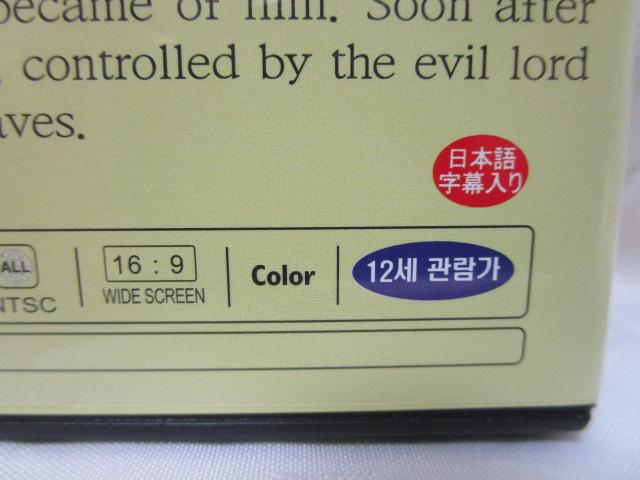 became of him. Soon after
, controlled by the evil lord
aves.
日本語
字幕入り
ALL
NTSC
16 : 9
WIDE SCREEN
Color
12세 관람가